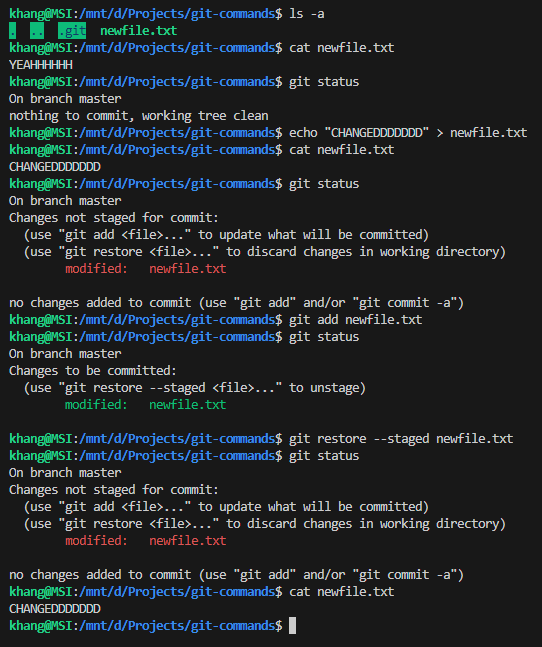 khang@MSI:/mnt/d/Projects/git-commands$ ls -a
.  ..  .git  newfile.txt
khang@MSI:/mnt/d/Projects/git-commands$ cat newfile.txt
YEAHHHHHH
khang@MSI:/mnt/d/Projects/git-commands$ git status
On branch master
nothing to commit, working tree clean
khang@MSI:/mnt/d/Projects/git-commands$ echo "CHANGEDDDDDDD" > newfile.txt
khang@MSI:/mnt/d/Projects/git-commands$ cat newfile.txt
CHANGEDDDDDDD
khang@MSI:/mnt/d/Projects/git-commands$ git status
On branch master
Changes not staged for commit:
  (use "git add <file>..." to update what will be committed)
  (use "git restore <file>..." to discard changes in working directory)
        modified:   newfile.txt

no changes added to commit (use "git add" and/or "git commit -a")
khang@MSI:/mnt/d/Projects/git-commands$ git add newfile.txt
khang@MSI:/mnt/d/Projects/git-commands$ git status
On branch master
Changes to be committed:
  (use "git restore --staged <file>..." to unstage)
        modified:   newfile.txt

khang@MSI:/mnt/d/Projects/git-commands$ git restore --staged newfile.txt
khang@MSI:/mnt/d/Projects/git-commands$ git status
On branch master
Changes not staged for commit:
  (use "git add <file>..." to update what will be committed)
  (use "git restore <file>..." to discard changes in working directory)
        modified:   newfile.txt

no changes added to commit (use "git add" and/or "git commit -a")
khang@MSI:/mnt/d/Projects/git-commands$ cat newfile.txt
CHANGEDDDDDDD
khang@MSI:/mnt/d/Projects/git-commands$